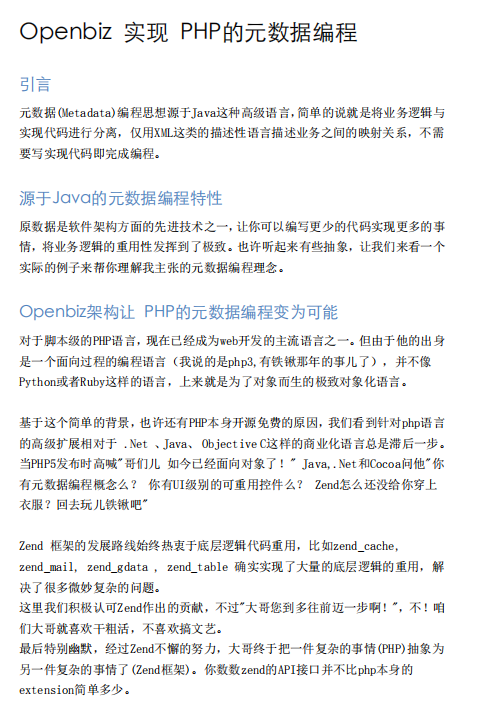 Openbiz 实现 PHP的元数据编程
引言
元数据(Metadata)编程思想源于Java这种高级语言,简单的说就是将业务逻辑与
实现代码进行分离, 仅用XML这类的描述性语言描述业务之间的映射关系, 不需
要写实现代码即完成编程。
源于Java的元数据编程特性
原数据是软件架构方面的先进技术之一,让你可以编写更少的代码实现更多的事
情,将业务逻辑的重用性发挥到了极致。也许听起来有些抽象,让我们来看一个
实际的例子来帮你理解我主张的元数据编程理念。
Openbiz架构让 PHP的元数据编程变为可能
对于脚本级的PHP语言,现在已经成为web开发的主流语言之一。但由于他的出身
是一个面向过程的编程语言（我说的是php3,有铁锹那年的事儿了）, 并不像
Python或者Ruby这样的语言,上来就是为了对象而生的极致对象化语言。
基于这个简单的背景,也许还有PHP本身开源免费的原因,我们看到针对php语言
的高级扩展相对于 .Net 、Java、 Objective C这样的商业化语言总是滞后一步。
当PHP5发布时高喊"哥们儿 如今已经面向对象了！" Java,.Net和Cocoa问他"你
有元数据编程概念么？ 你有UI级别的可重用控件么？ Zend怎么还没给你穿上
衣服？回去玩儿铁锹吧"
Zend 框架的发展路线始终热衷于底层逻辑代码重用, 比如zend_cache,
zend_mail, zend_gdata , zend_table 确实实现了大量的底层逻辑的重用, 解
决了很多微妙复杂的问题。
这里我们积极认可Zend作出的贡献,不过"大哥您到多往前迈一步啊！",不！咱
们大哥就喜欢干粗活,不喜欢搞文艺。
最后特别幽默,经过Zend不懈的努力,大哥终于把一件复杂的事情(PHP)抽象为
另一件复杂的事情了(Zend框架)。你数数zend的API接口并不比php本身的
extension简单多少。